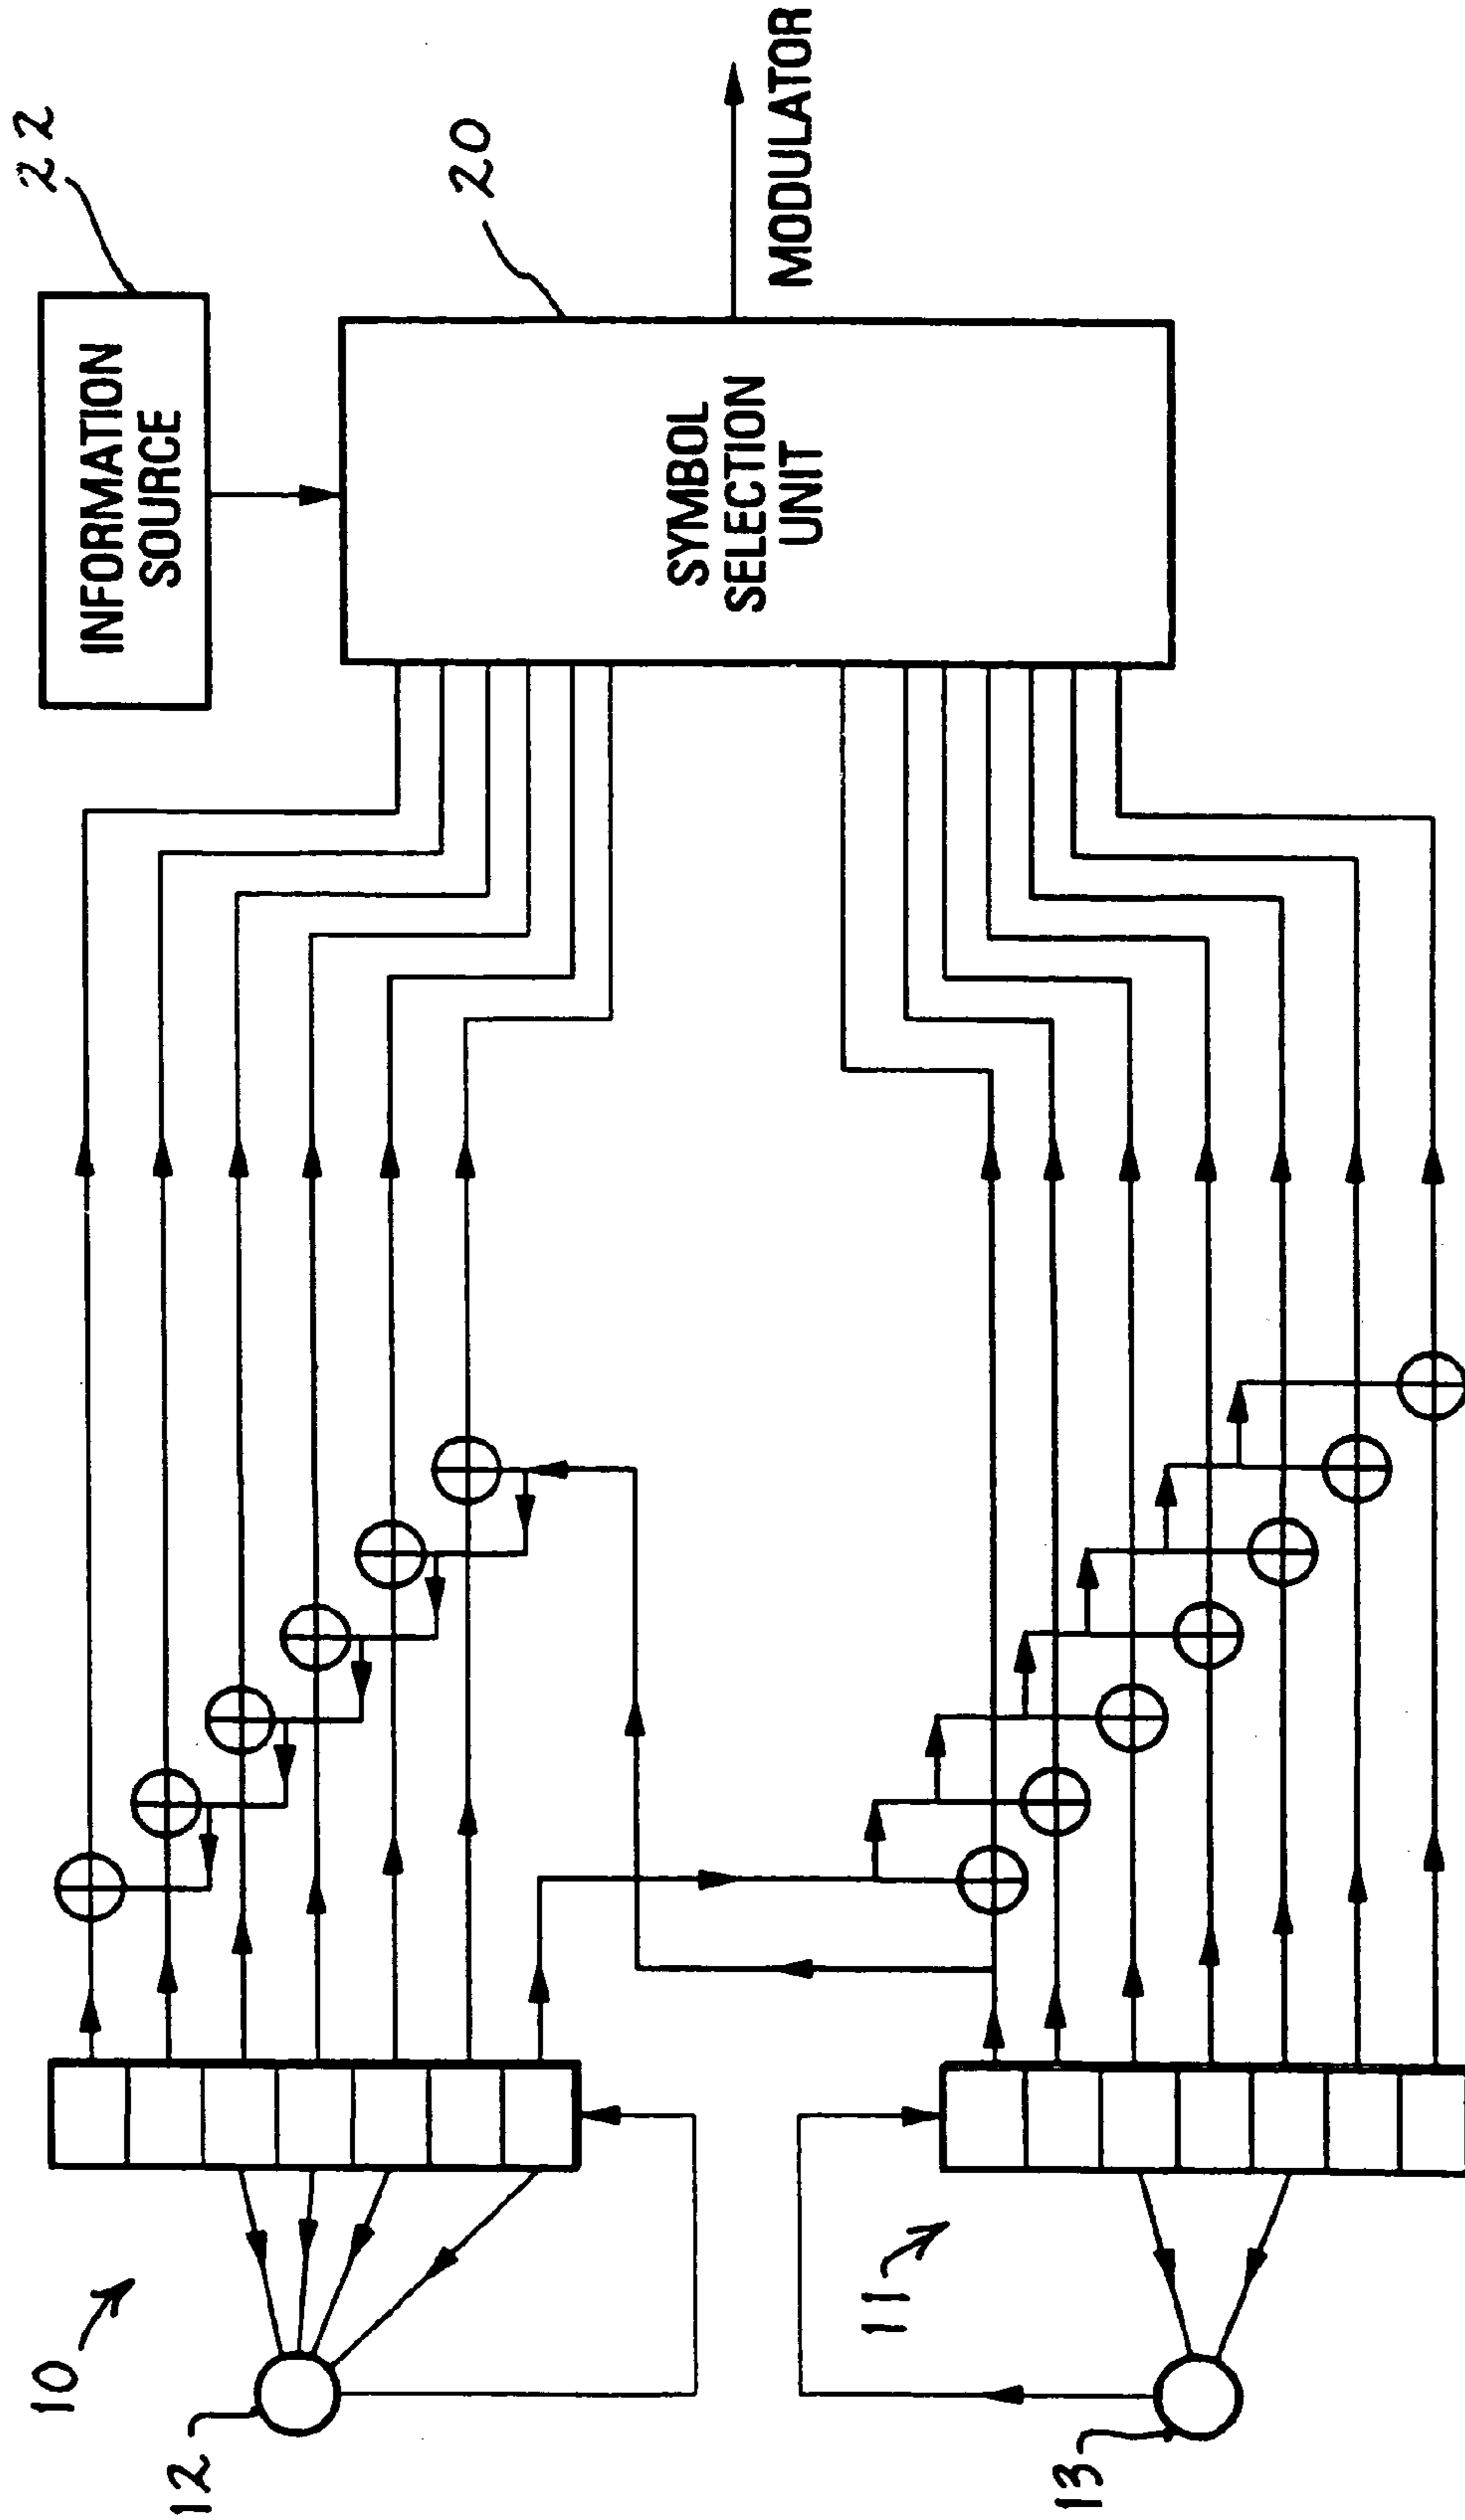 22
INFORMATION
SOURCE
20
SYMBOL
SELECTION
UNIT
MODULATOR
10
12
11
13